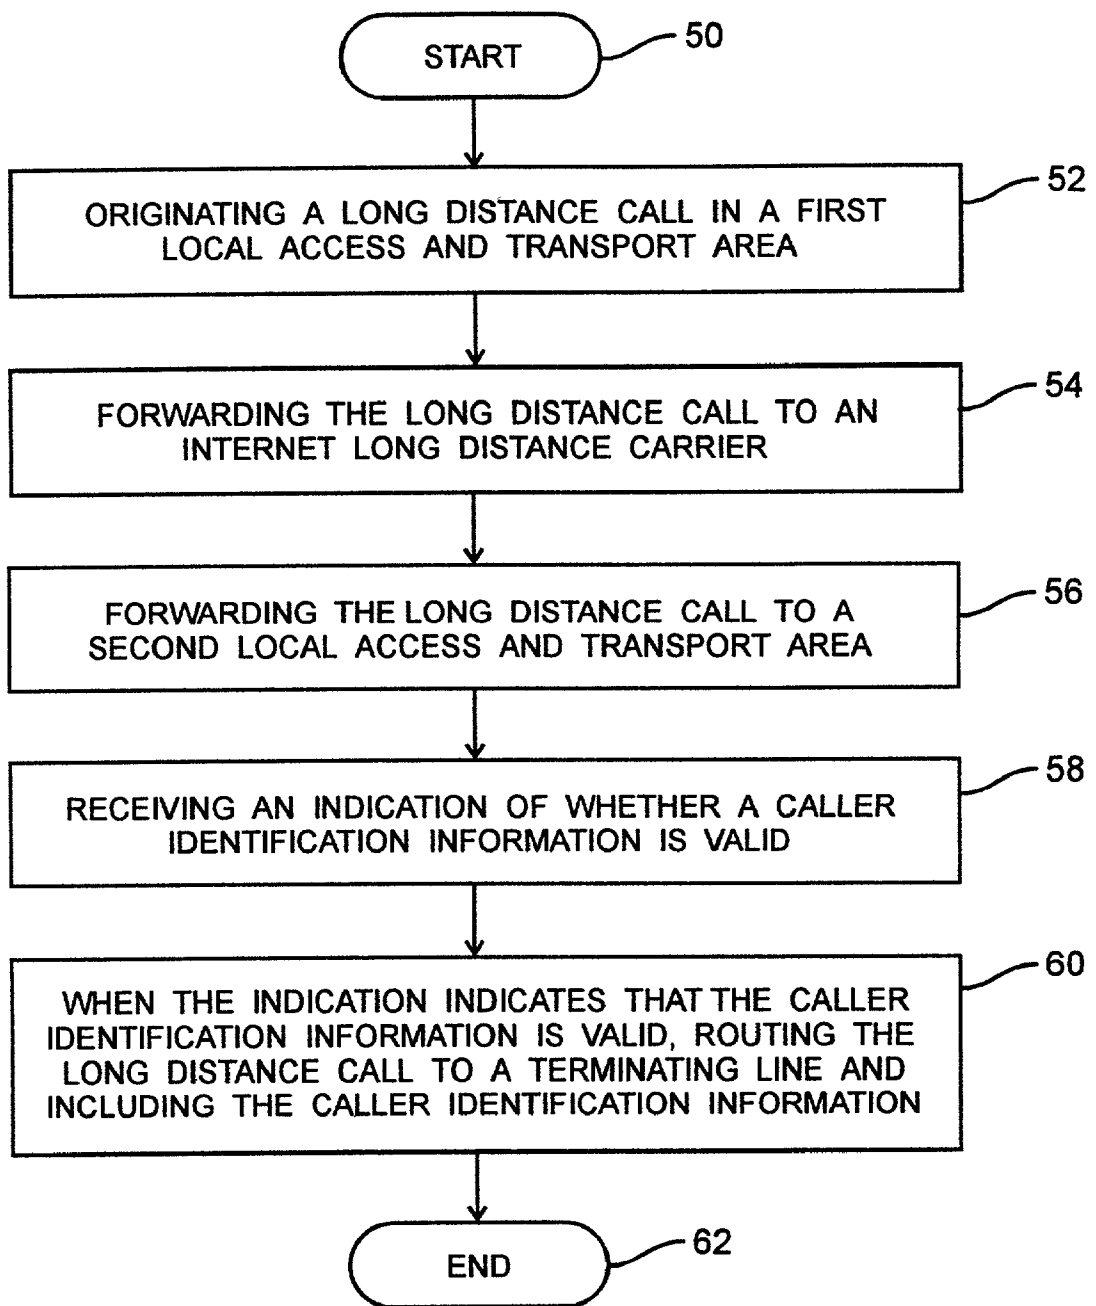 START
50
52
ORIGINATING A LONG DISTANCE CALL IN A FIRST
LOCAL ACCESS AND TRANSPORT AREA
54
FORWARDING THE LONG DISTANCE CALL TO AN
INTERNET LONG DISTANCE CARRIER
56
FORWARDING THE LONG DISTANCE CALL TO A
SECOND LOCAL ACCESS AND TRANSPORT AREA
58
RECEIVING AN INDICATION OF WHETHER A CALLER
IDENTIFICATION INFORMATION IS VALID
60
WHEN THE INDICATION INDICATES THAT THE CALLER
IDENTIFICATION INFORMATION IS VALID, ROUTING THE
LONG DISTANCE CALL TO A TERMINATING LINE AND
INCLUDING THE CALLER IDENTIFICATION INFORMATION
END
62